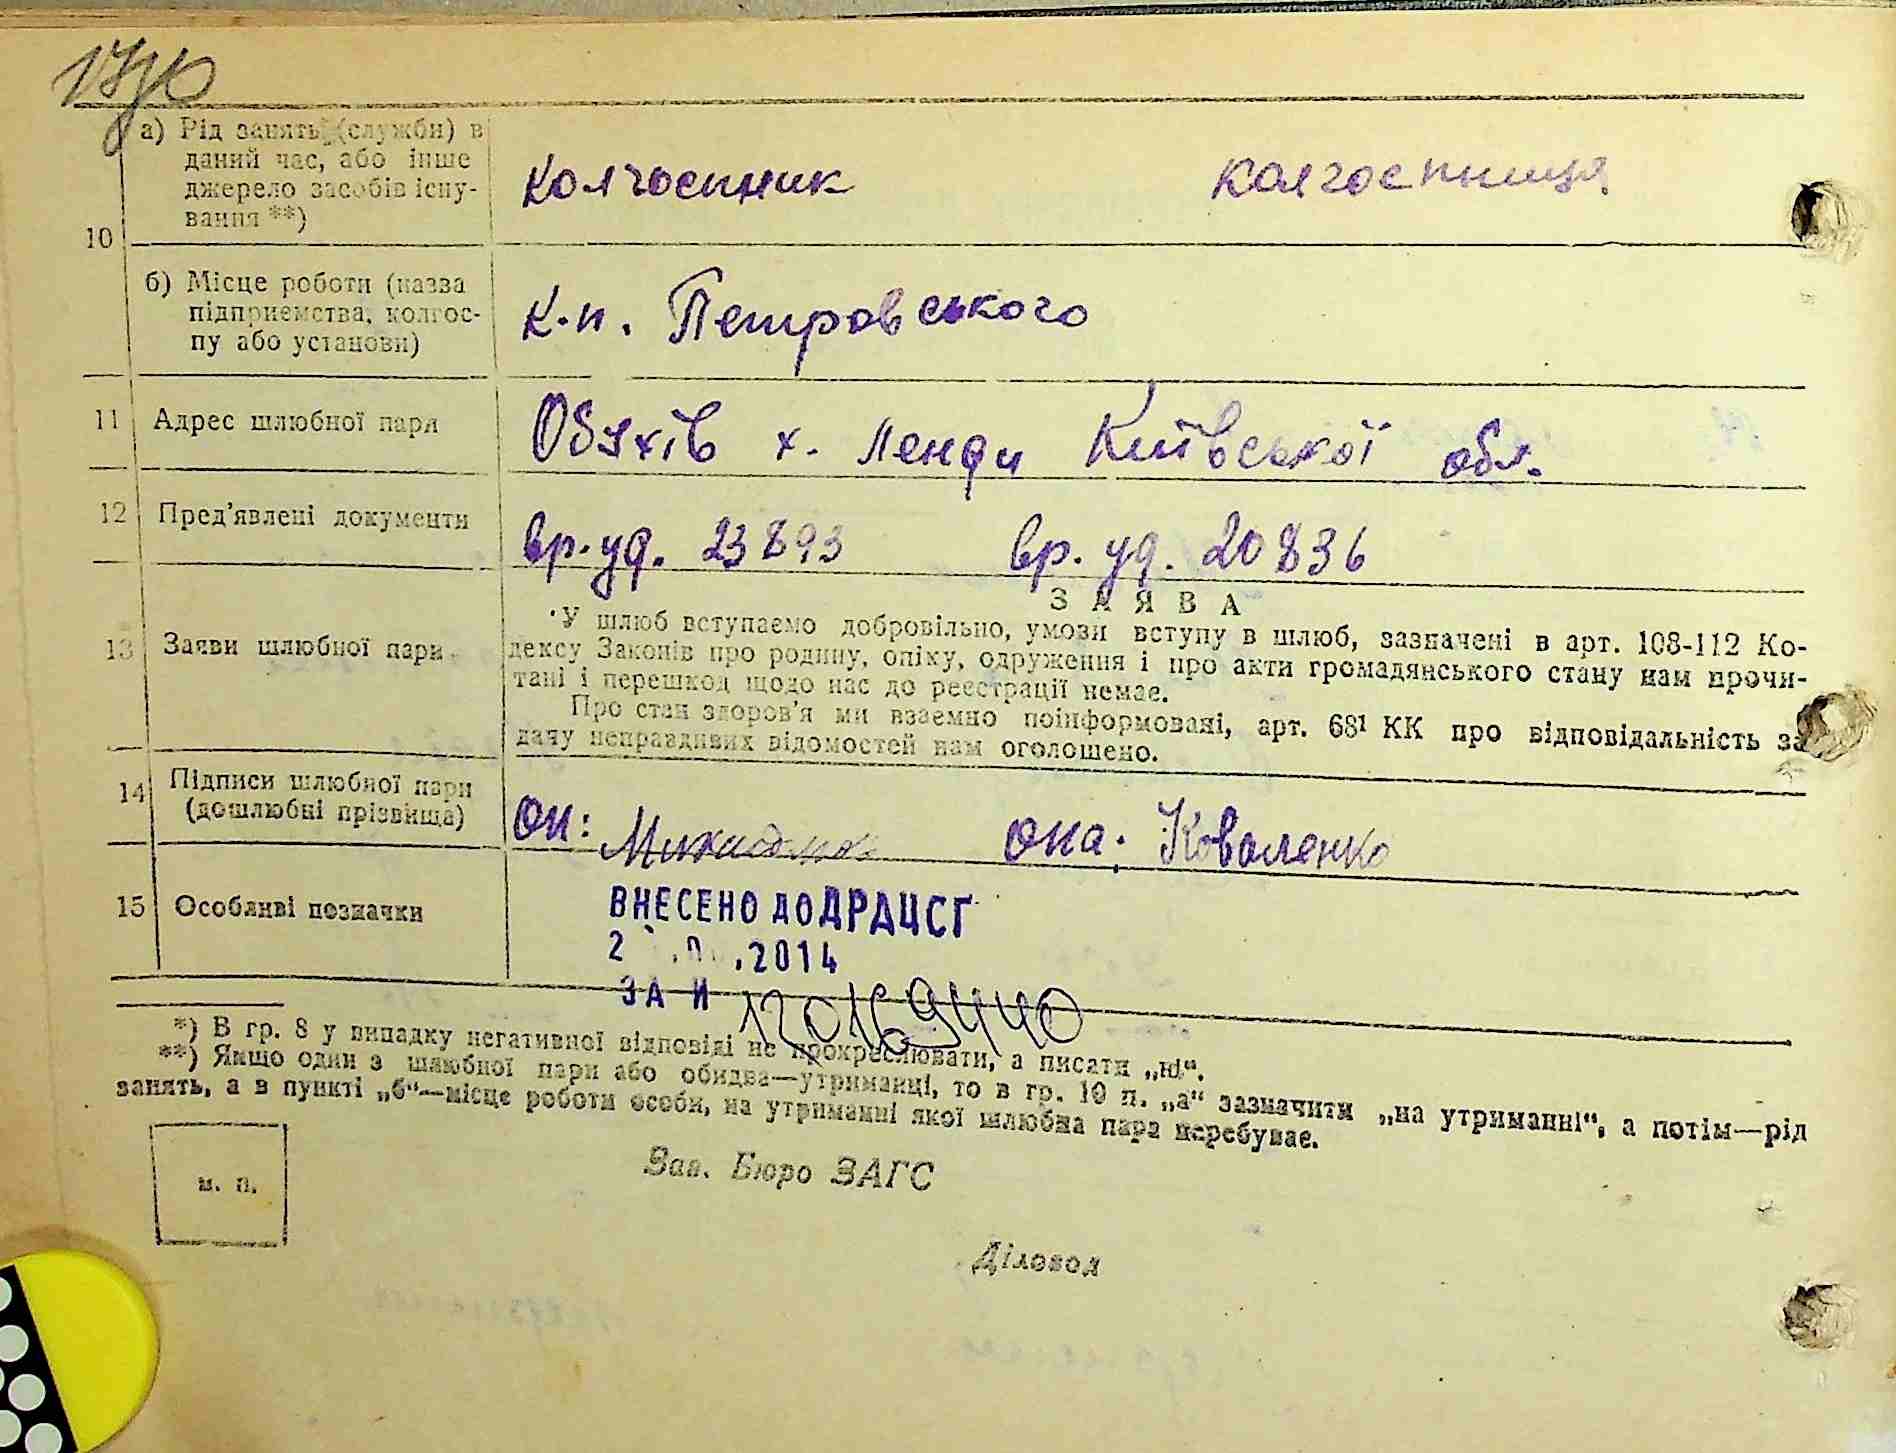 а) Рід занять (служби) в
даний час, або інше
джерело засобів існу-
вання **)
колгоспник колгоспниця
10
б) Місце роботи (назва
підприємства, колгос-
пу або установи)
к.п. Петровського
11 Адрес шлюбної пари
х. Ленди Київської обл.
12 Пред'явлені документи
вр. уд. 23893 вр. уд. 20836
13 Заяви шлюбної пари
ЗАЯВА
У шлюб вступаємо добровільно, умови вступу в шлюб, зазначені в арт. 108-112 Ко-
дексу Законів про родину, опіку, одруження і про акти громадянського стану нам прочи-
тані і перешкод щодо нас до реєстрації немає.
Про стан здоров'я ми взаємно поінформовані, арт. 68¹ КК про відповідальність за
дачу неправдивих відомостей нам оголошено.
14 Підписи шлюбної пари
(дошлюбні прізвища)
он: она: Коваленко
15 Особливі позначки
ВНЕСЕНО ДО ДРАЦСГ
.2014
ЗА И 1201694440
*) В гр. 8 у випадку негативної відповіді не прокреслювати, а писати „ні“.
**) Якщо один з шлюбної пари або обидва—утриманці, то в гр. 10 п. „а“ зазначити „на утриманні“, а потім—рід
занять, а в пункті „б“—місце роботи особи, на утриманні якої шлюбна пара перебуває.
м. п.
Зав. Бюро ЗАГС
Діловод